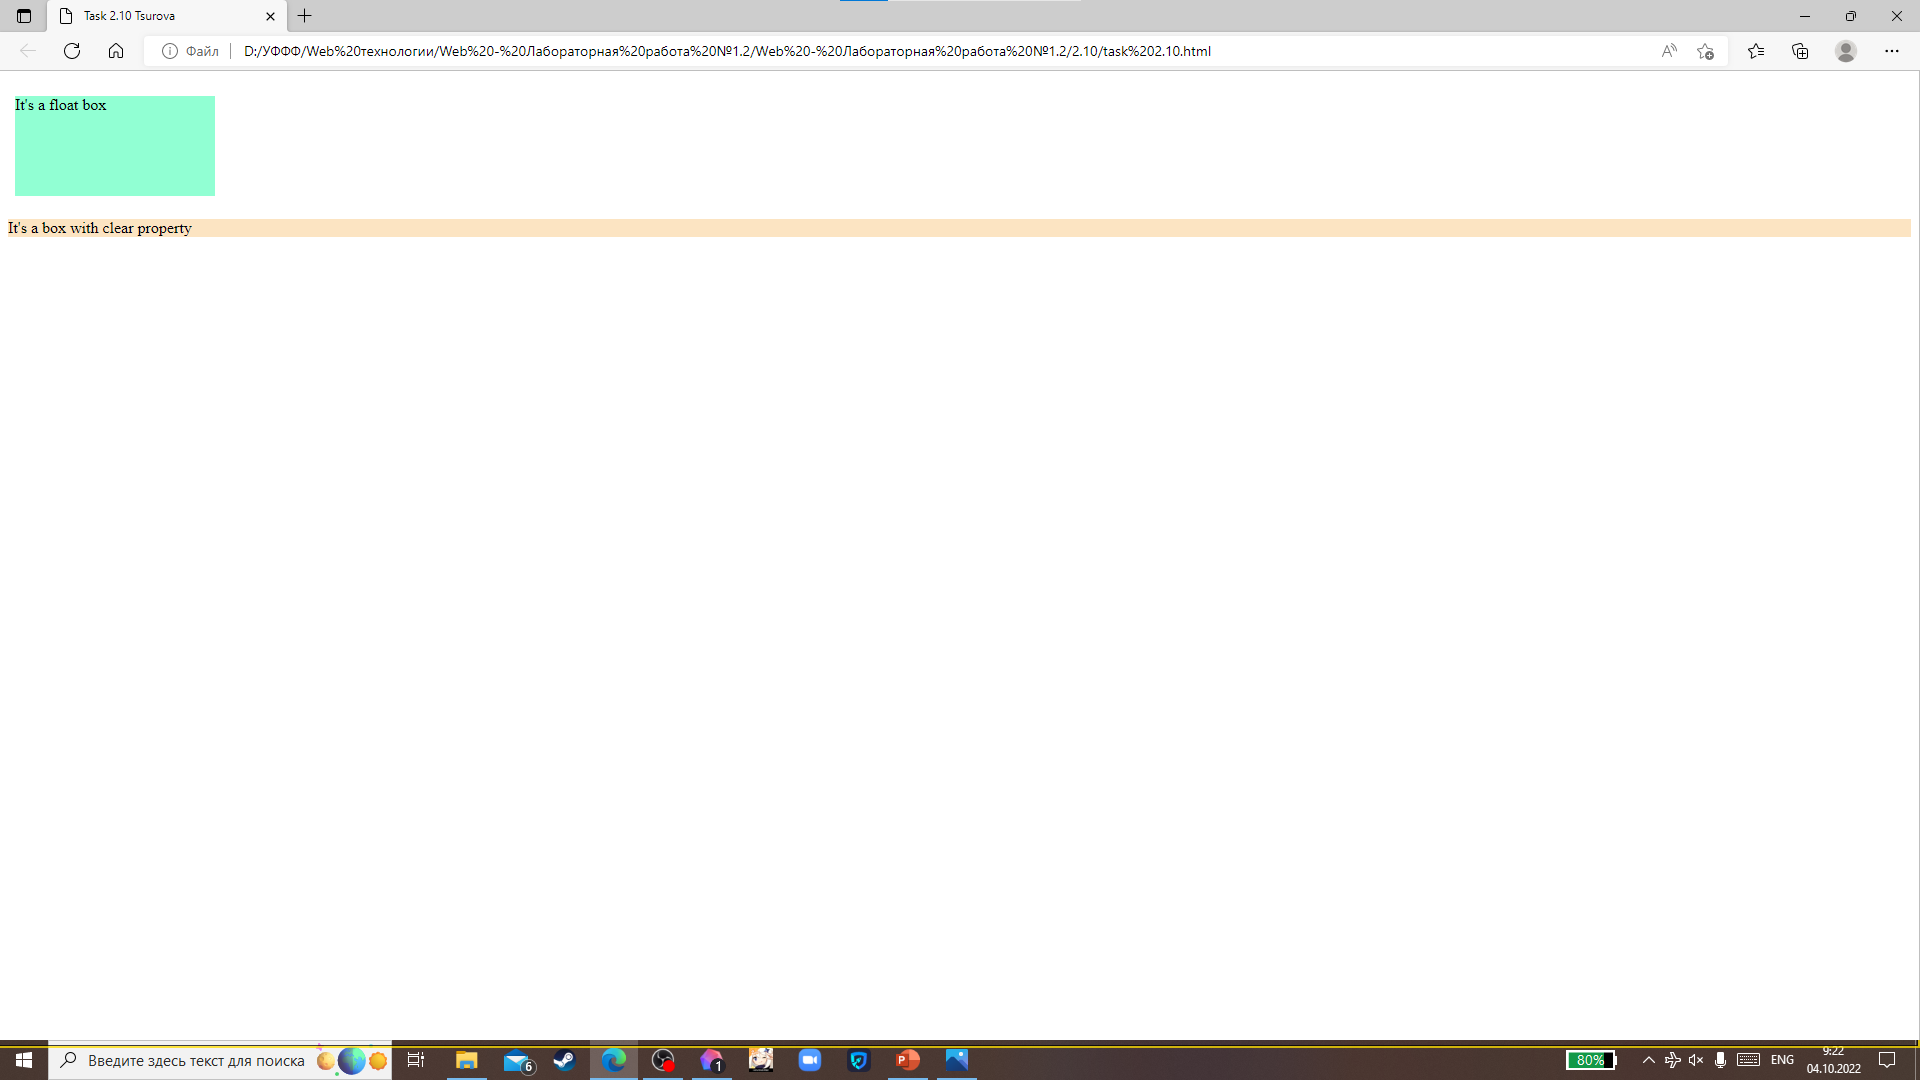 Task 2.10 Tsurova
Файл
D:/УФФФ/Web%20технологии/Web%20-%20Лабораторная%20работа%20№1.2/Web%20-%20Лабораторная%20работа%20№1.2/2.10/task%202.10.html
It's a float box
It's a box with clear property
Введите здесь текст для поиска
6
1
80%
ENG
9:22
04.10.2022